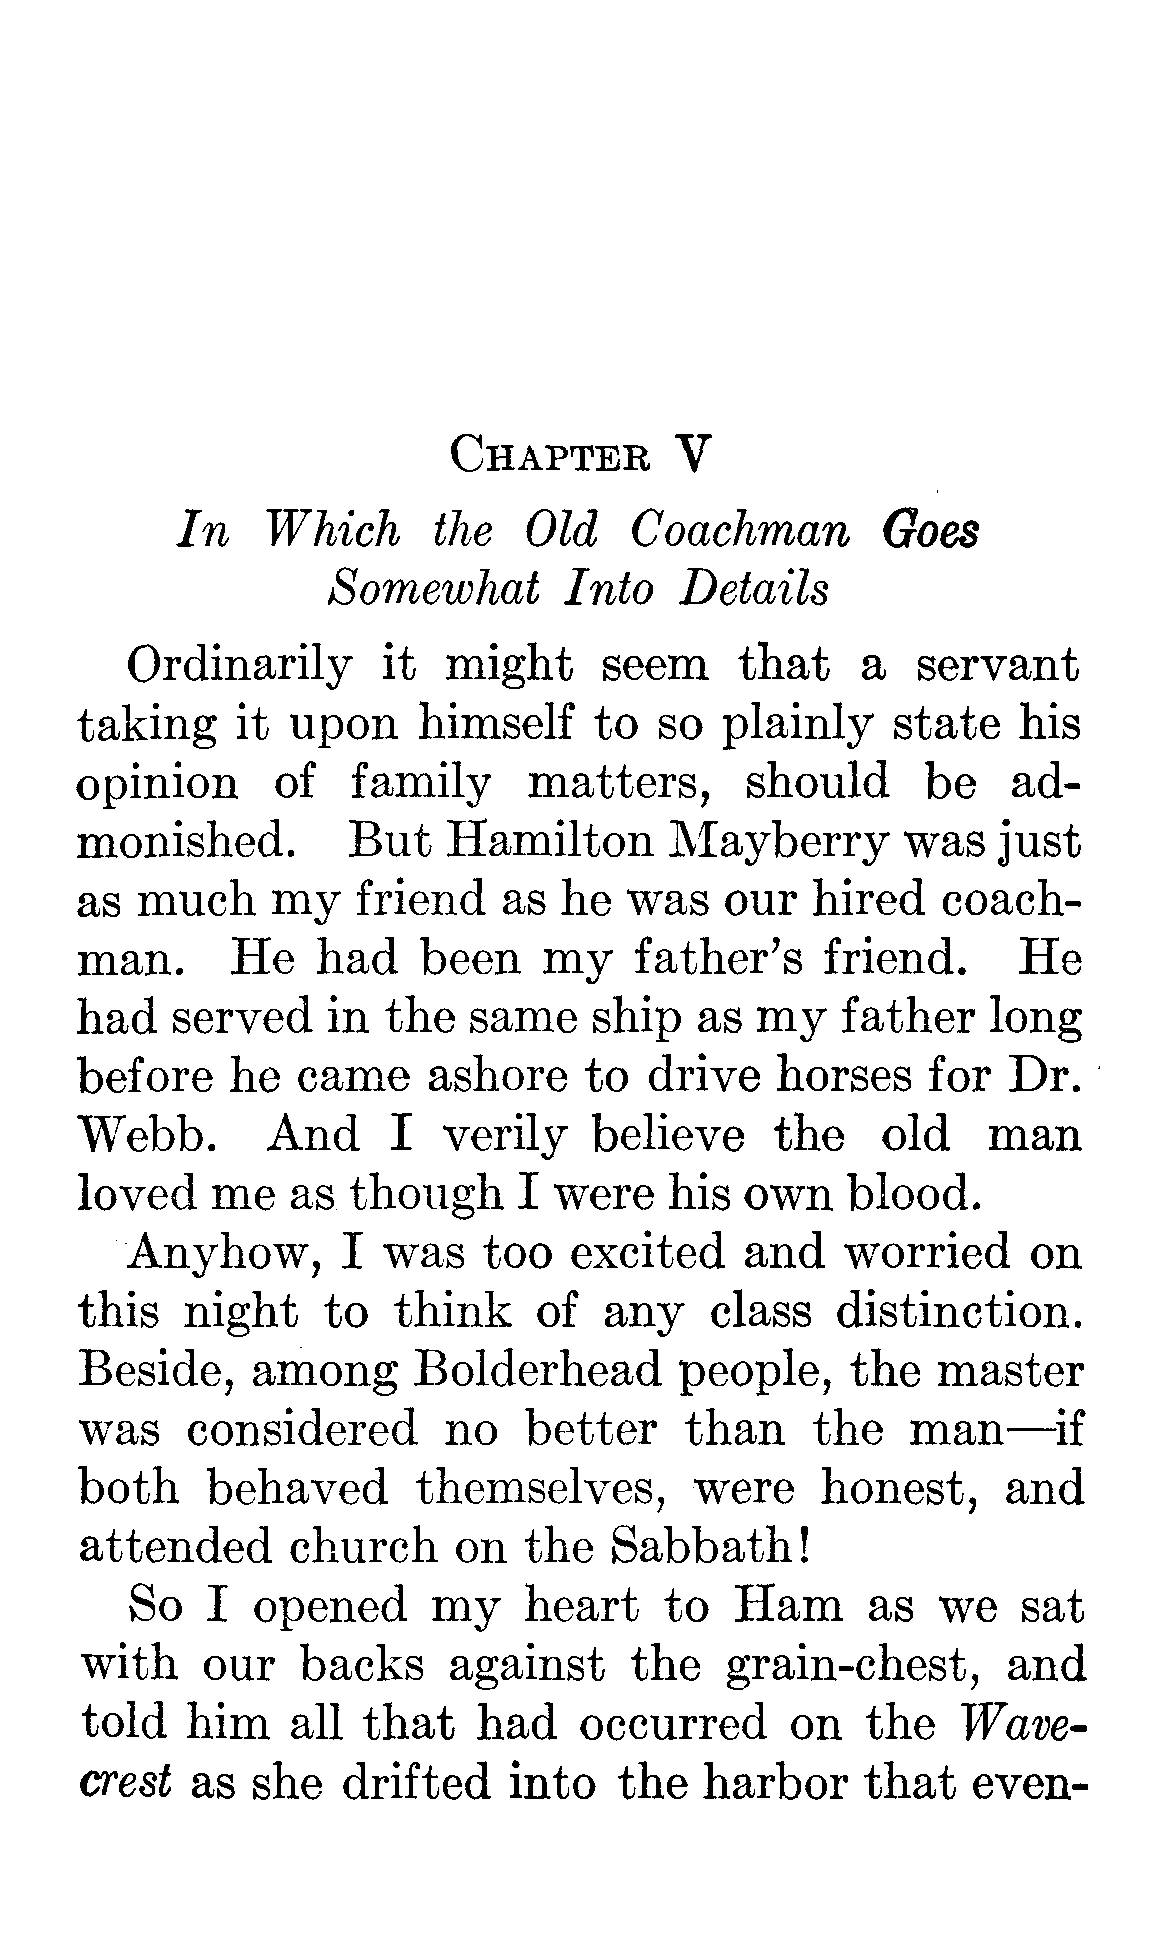 Chapter V
In Which the Old Coachman Goes
Somewhat Into Details
Ordinarily it might seem that a servant
taking it upon himself to so plainly state his
opinion of family matters, should be ad-
monished. But Hamilton Mayberry was just
as much my friend as he was our hired coach-
man. He had been my father's friend. He
had served in the same ship as my father long
before he came ashore to drive horses for Dr.
Webb. And I verily believe the old man
loved me as though I were his own blood.
Anyhow, I was too excited and worried on
this night to think of any class distinction.
Beside, among Bolderhead people, the master
was considered no better than the man—if
both behaved themselves, were honest, and
attended church on the Sabbath!
So I opened my heart to Ham as we sat
with our backs against the grain-chest, and
told him all that had occurred on the Wave-
crest as she drifted into the harbor that even-